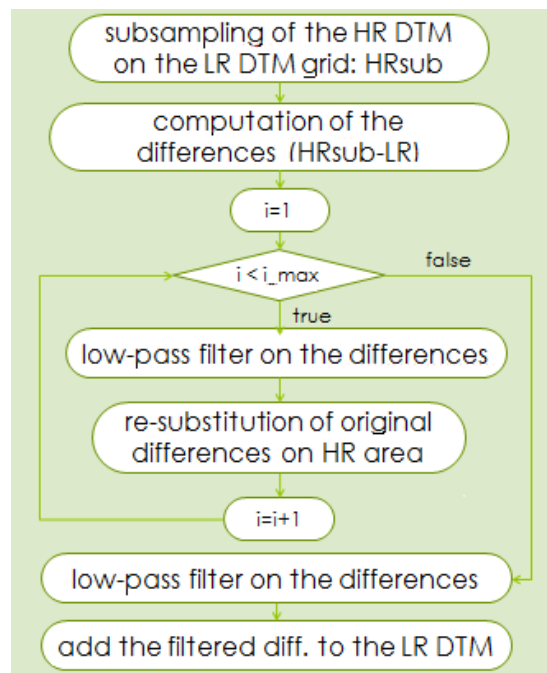 subsampling of the HR DTM
on the LR DTM grid: HRsub
computation of the
differences (HRsub-LR)
i=1
i < i_max
false
true
low-pass filter on the differences
re-substitution of original
differences on HR area
i=i+1
low-pass filter on the differences
add the filtered diff. to the LR DTM